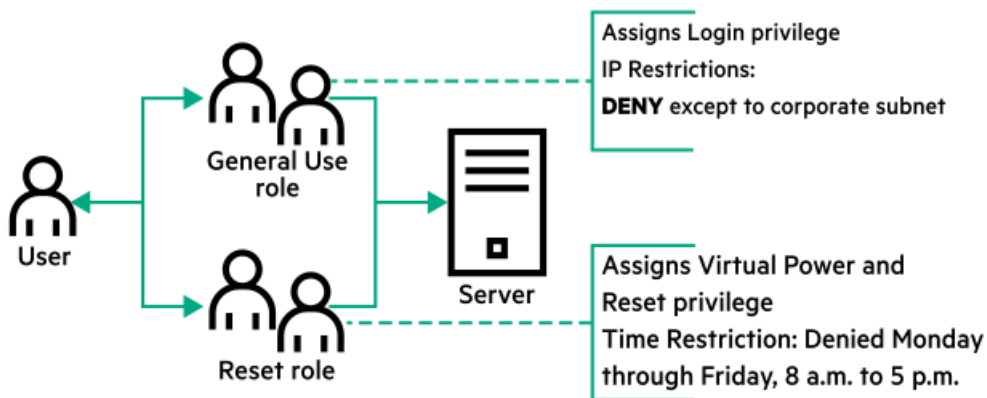 Assigns Login privilege
IP Restrictions:
DENY except to corporate subnet
General Use
role
User
Server
Assigns Virtual Power and
Reset privilege
Time Restriction: Denied Monday
through Friday, 8 a.m. to 5 p.m.
Reset role